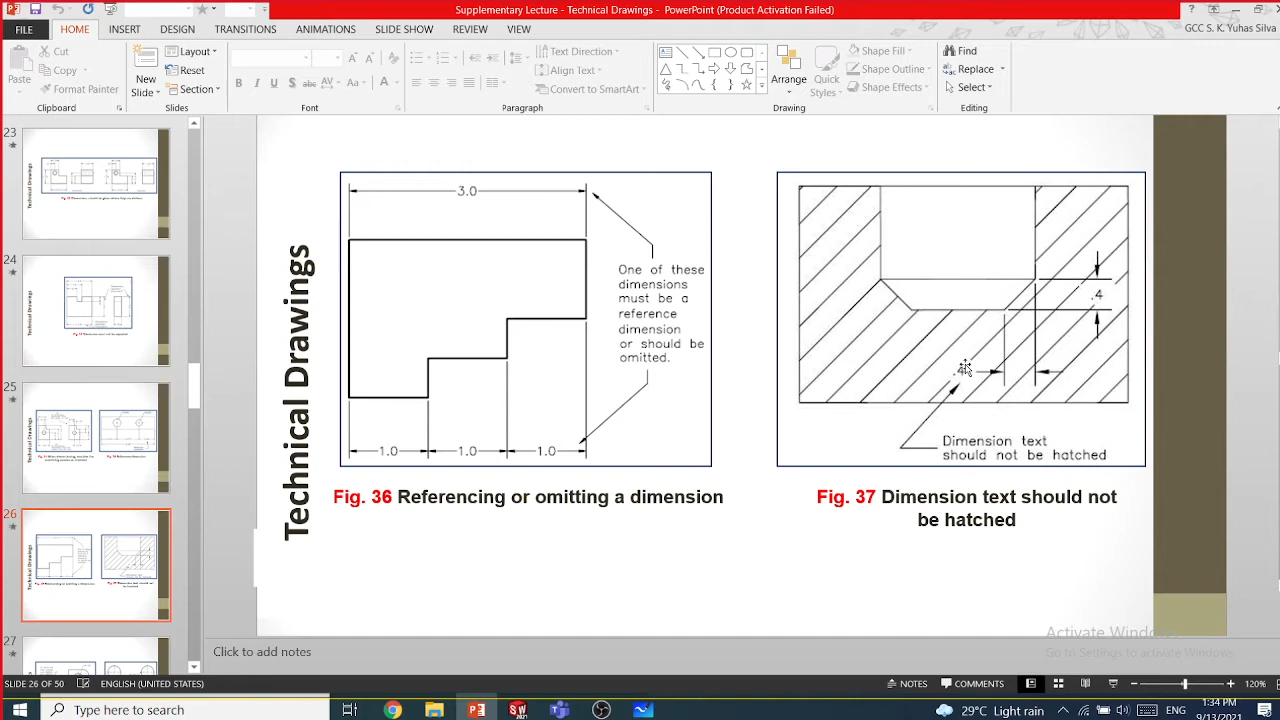 Supplementary Lecture - Technical Drawings - PowerPoint (Product Activation Failed)
FILE HOME INSERT DESIGN TRANSITIONS ANIMATIONS SLIDE SHOW REVIEW VIEW
GCC S. K. Yuhas Silva
Paste
Cut
Copy
Format Painter
Clipboard
New
Slide
Layout
Reset
Section
Slides
Font
Text Direction
Align Text
Convert to SmartArt
Paragraph
Arrange
Quick
Styles
Shape Fill
Shape Outline
Shape Effects
Drawing
Find
Replace
Select
Editing
23
24
25
26
27
Technical Drawings
3.0
One of these
dimensions
must be a
reference
dimension
or should be
omitted.
1.0 1.0 1.0
Fig. 36 Referencing or omitting a dimension
.4
.4
Dimension text
should not be hatched
Fig. 37 Dimension text should not
be hatched
Activate Windows
Go to Settings to activate Windows.
Click to add notes
SLIDE 26 OF 50 ENGLISH (UNITED STATES) NOTES COMMENTS 120%
Type here to search
29°C Light rain
ENG
1:34 PM
9/13/2021